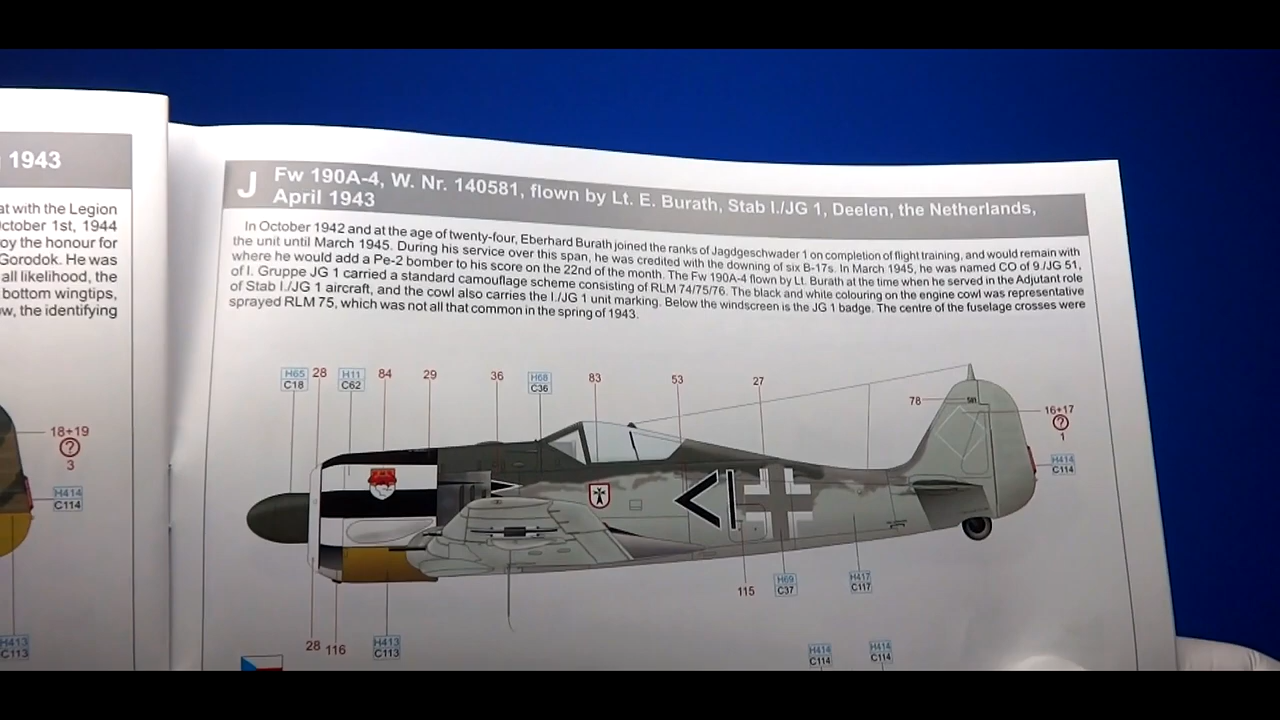 1943
at with the Legion
ctober 1st, 1944
oy the honour for
Gorodok. He was
all likelihood, the
bottom wingtips,
w, the identifying
18+19
?
3
H414
C114
H413
C113
J
Fw 190A-4, W. Nr. 140581, flown by Lt. E. Burath, Stab I./JG 1, Deelen, the Netherlands,
April 1943
In October 1942 and at the age of twenty-four, Eberhard Burath joined the ranks of Jagdgeschwader 1 on completion of flight training, and would remain with
the unit until March 1945. During his service over this span, he was credited with the downing of six B-17s. In March 1945, he was named CO of 9./JG 51,
where he would add a Pe-2 bomber to his score on the 22nd of the month. The Fw 190A-4 flown by Lt. Burath at the time when he served in the Adjutant role
of I. Gruppe JG 1 carried a standard camouflage scheme consisting of RLM 74/75/76. The black and white colouring on the engine cowl was representative
of Stab I./JG 1 aircraft, and the cowl also carries the I./JG 1 unit marking. Below the windscreen is the JG 1 badge. The centre of the fuselage crosses were
sprayed RLM 75, which was not all that common in the spring of 1943.
H65 28 H11 84 29 36 H68 83 53 27
C18 C62 C36
78
581
16+17
?
1
H414
C114
115 H69 H417
C37 C117
28 116 H413
C113
H414 H414
C114 C114